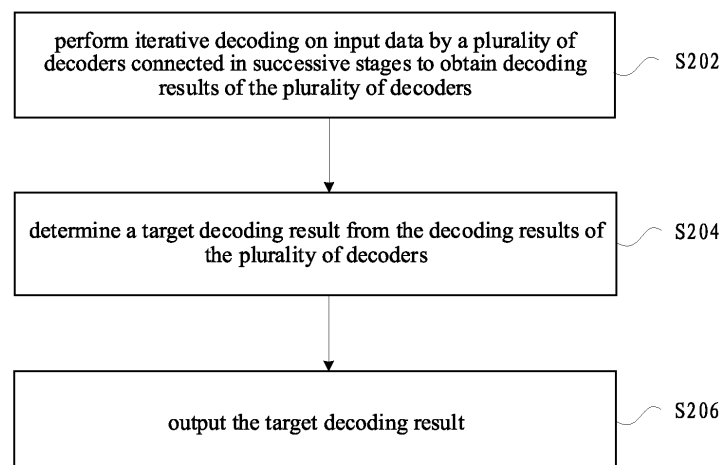 perform iterative decoding on input data by a plurality of
decoders connected in successive stages to obtain decoding
results of the plurality of decoders
S202
determine a target decoding result from the decoding results of
the plurality of decoders
S204
output the target decoding result
S206